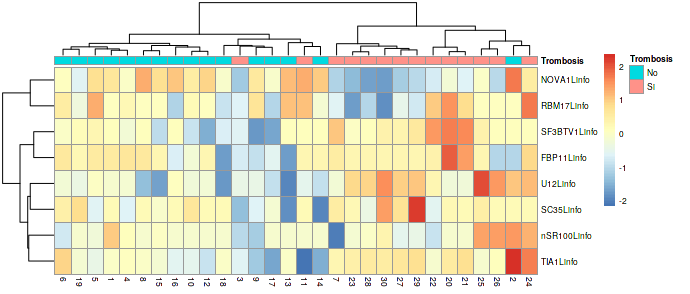 Trombosis
Trombosis
No
SI
NOVA1Linfo
RBM17Linfo
SF3BTV1Linfo
FBP11Linfo
U12Linfo
SC35Linfo
nSR100Linfo
TIA1Linfo
2
1
0
-1
-2
6 19 5 1 4 8 15 16 10 12 18 3 9 17 13 11 14 7 23 28 30 27 29 22 20 21 25 26 2 24